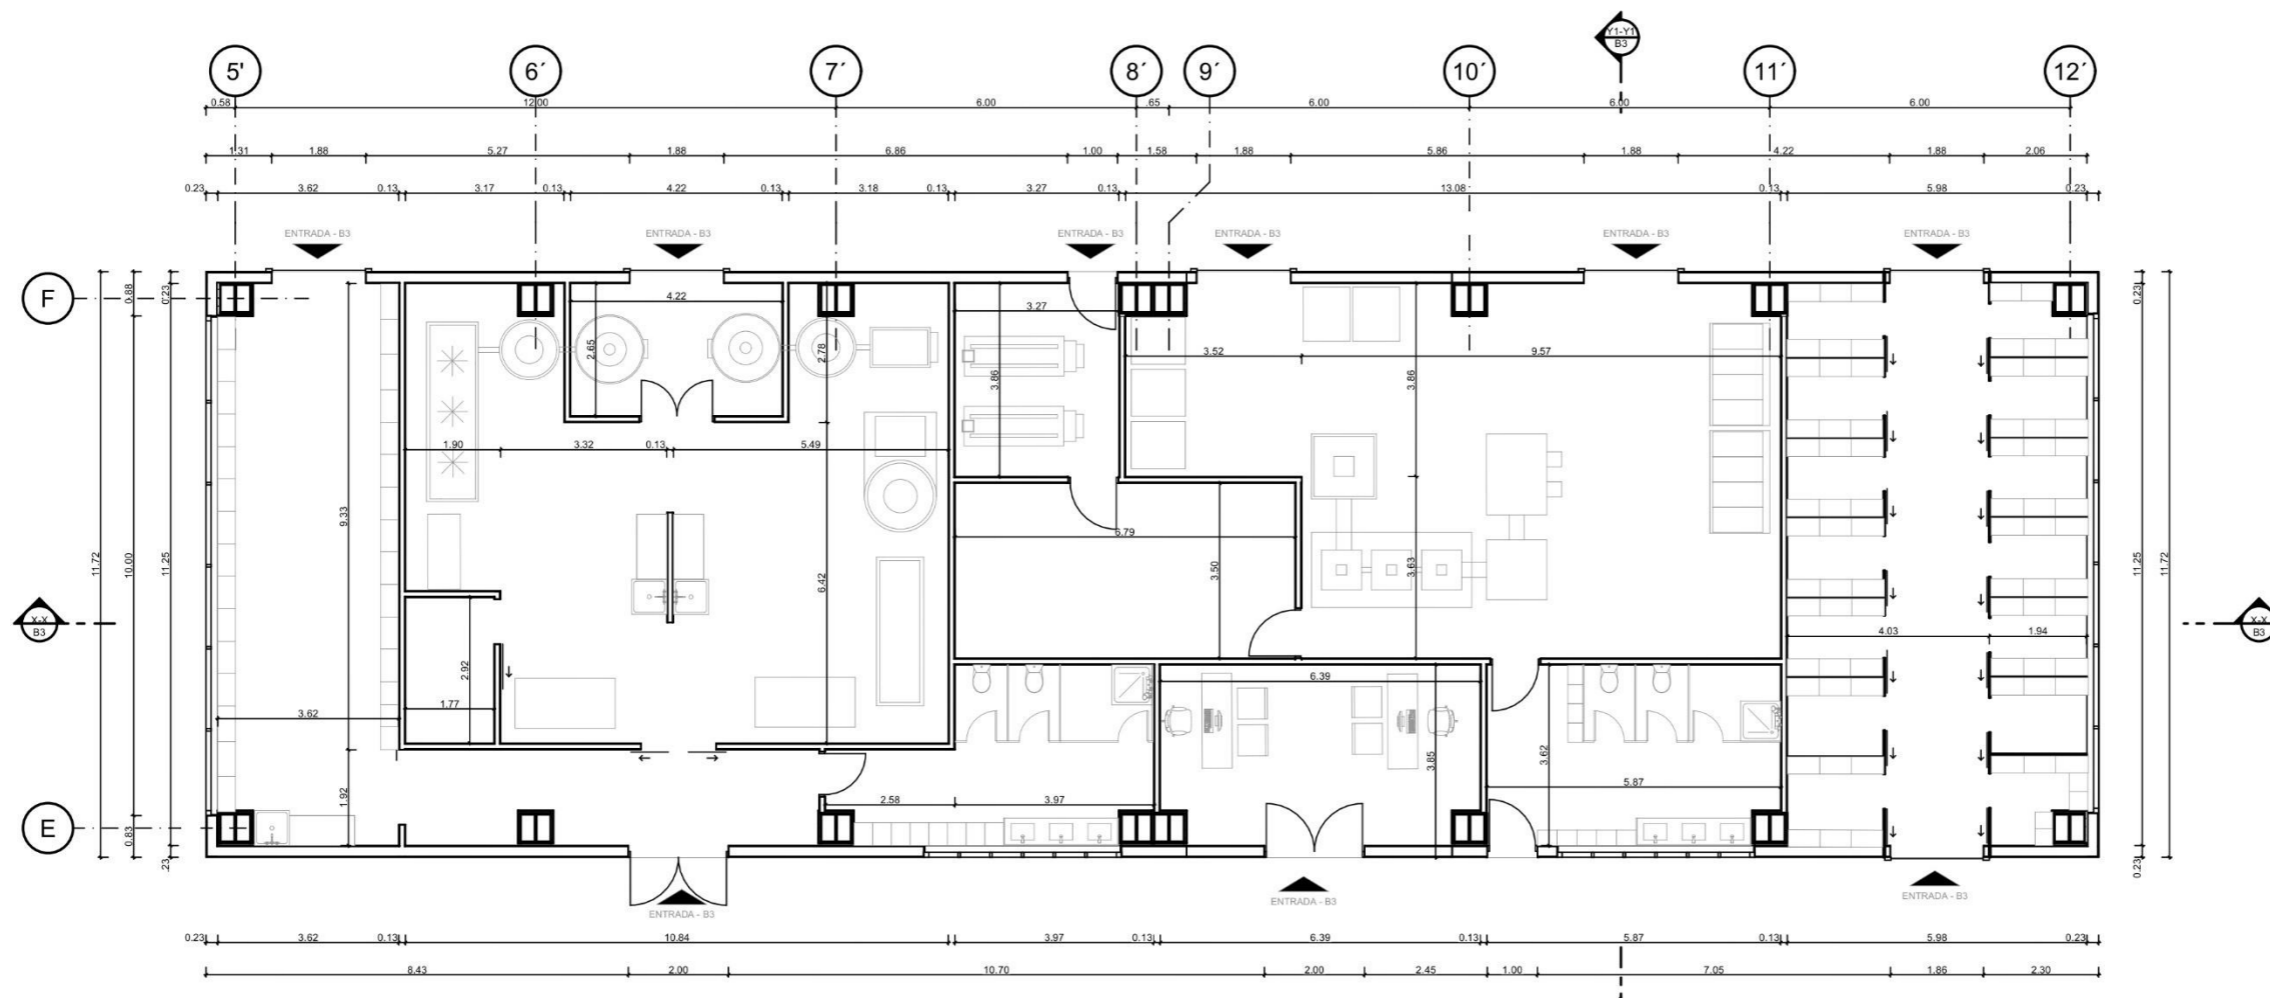 Y1-Y1
B3
5' 6´ 7´ 8´ 9´ 10´ 11´ 12´
0.58 12.00 6.00 .65 6.00 6.00 6.00
1.31 1.88 5.27 1.88 6.86 1.00 1.58 1.88 5.86 1.88 4.22 1.88 2.06
0.23 3.62 0.13 3.17 0.13 4.22 0.13 3.18 0.13 3.27 0.13 13.08 0.13 5.98 0.23
ENTRADA - B3 ENTRADA - B3 ENTRADA - B3 ENTRADA - B3 ENTRADA - B3 ENTRADA - B3
F
0.88 0.23 4.22 3.27 0.23
2.65 2.78 3.52 9.57
3.86 3.86
1.90 3.32 0.13 5.49
9.33 6.79
11.72 10.00 11.25 6.42 3.50 3.63 11.25 11.72
X-X
B3
X-X
B3
4.03 1.94
2.92 6.39
1.77 3.62
3.85 3.62
5.87
1.92 2.58 3.97
E
0.83 .23 0.23
ENTRADA - B3 ENTRADA - B3 ENTRADA - B3
0.23 3.62 0.13 10.84 3.97 0.13 6.39 0.13 5.87 0.13 5.98 0.23
8.43 2.00 10.70 2.00 2.45 1.00 7.05 1.86 2.30